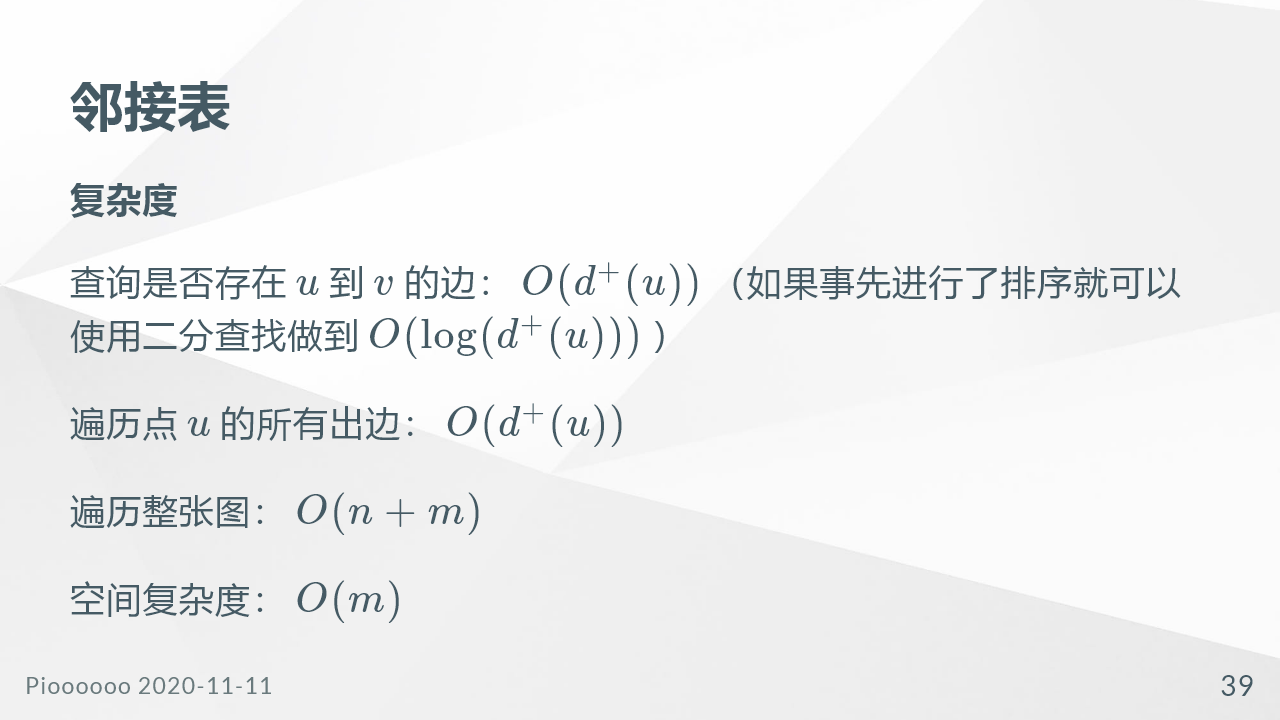 邻接表
复杂度
查询是否存在 u 到 v 的边： O(d⁺(u)) （如果事先进行了排序就可以
使用二分查找做到 O(log(d⁺(u))) ）
遍历点 u 的所有出边： O(d⁺(u))
遍历整张图： O(n + m)
空间复杂度： O(m)
Pioooooo 2020-11-11
39